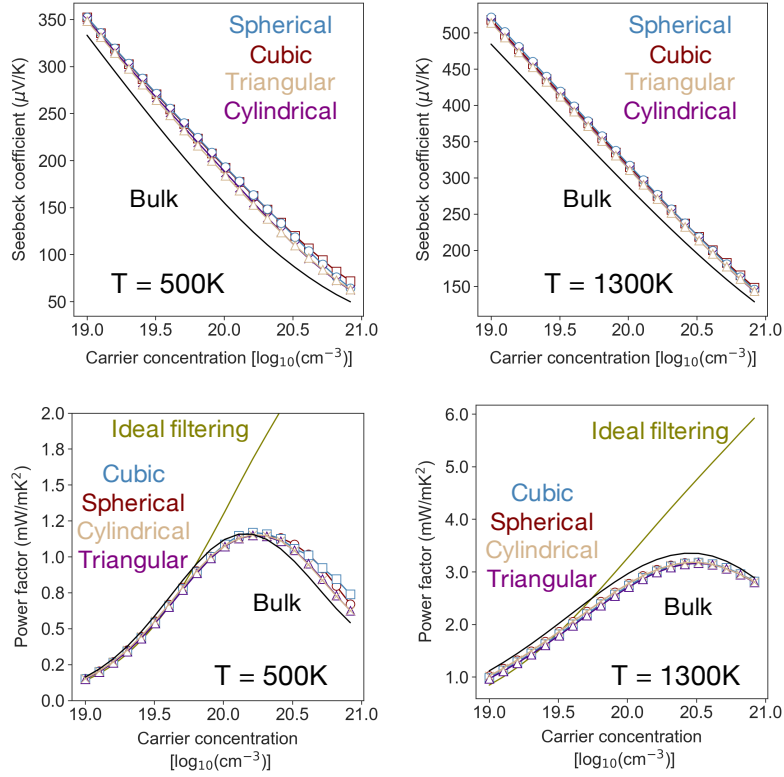 350
300
250
200
150
100
50
Seebeck coefficient (μV/K)
Spherical
Cubic
Triangular
Cylindrical
Bulk
T = 500K
19.0 19.5 20.0 20.5 21.0
Carrier concentration [log10(cm−3)]
500
450
400
350
300
250
200
150
Seebeck coefficient (μV/K)
Spherical
Cubic
Triangular
Cylindrical
Bulk
T = 1300K
19.0 19.5 20.0 20.5 21.0
Carrier concentration [log10(cm−3)]
2.0
1.8
1.5
1.2
1.0
0.8
0.5
0.2
0.0
Power factor (mW/mK2)
Ideal filtering
Cubic
Spherical
Cylindrical
Triangular
Bulk
T = 500K
19.0 19.5 20.0 20.5 21.0
Carrier concentration
[log10(cm−3)]
6.0
5.0
4.0
3.0
2.0
1.0
Power factor (mW/mK2)
Ideal filtering
Cubic
Spherical
Cylindrical
Triangular
Bulk
T = 1300K
19.0 19.5 20.0 20.5 21.0
Carrier concentration
[log10(cm−3)]